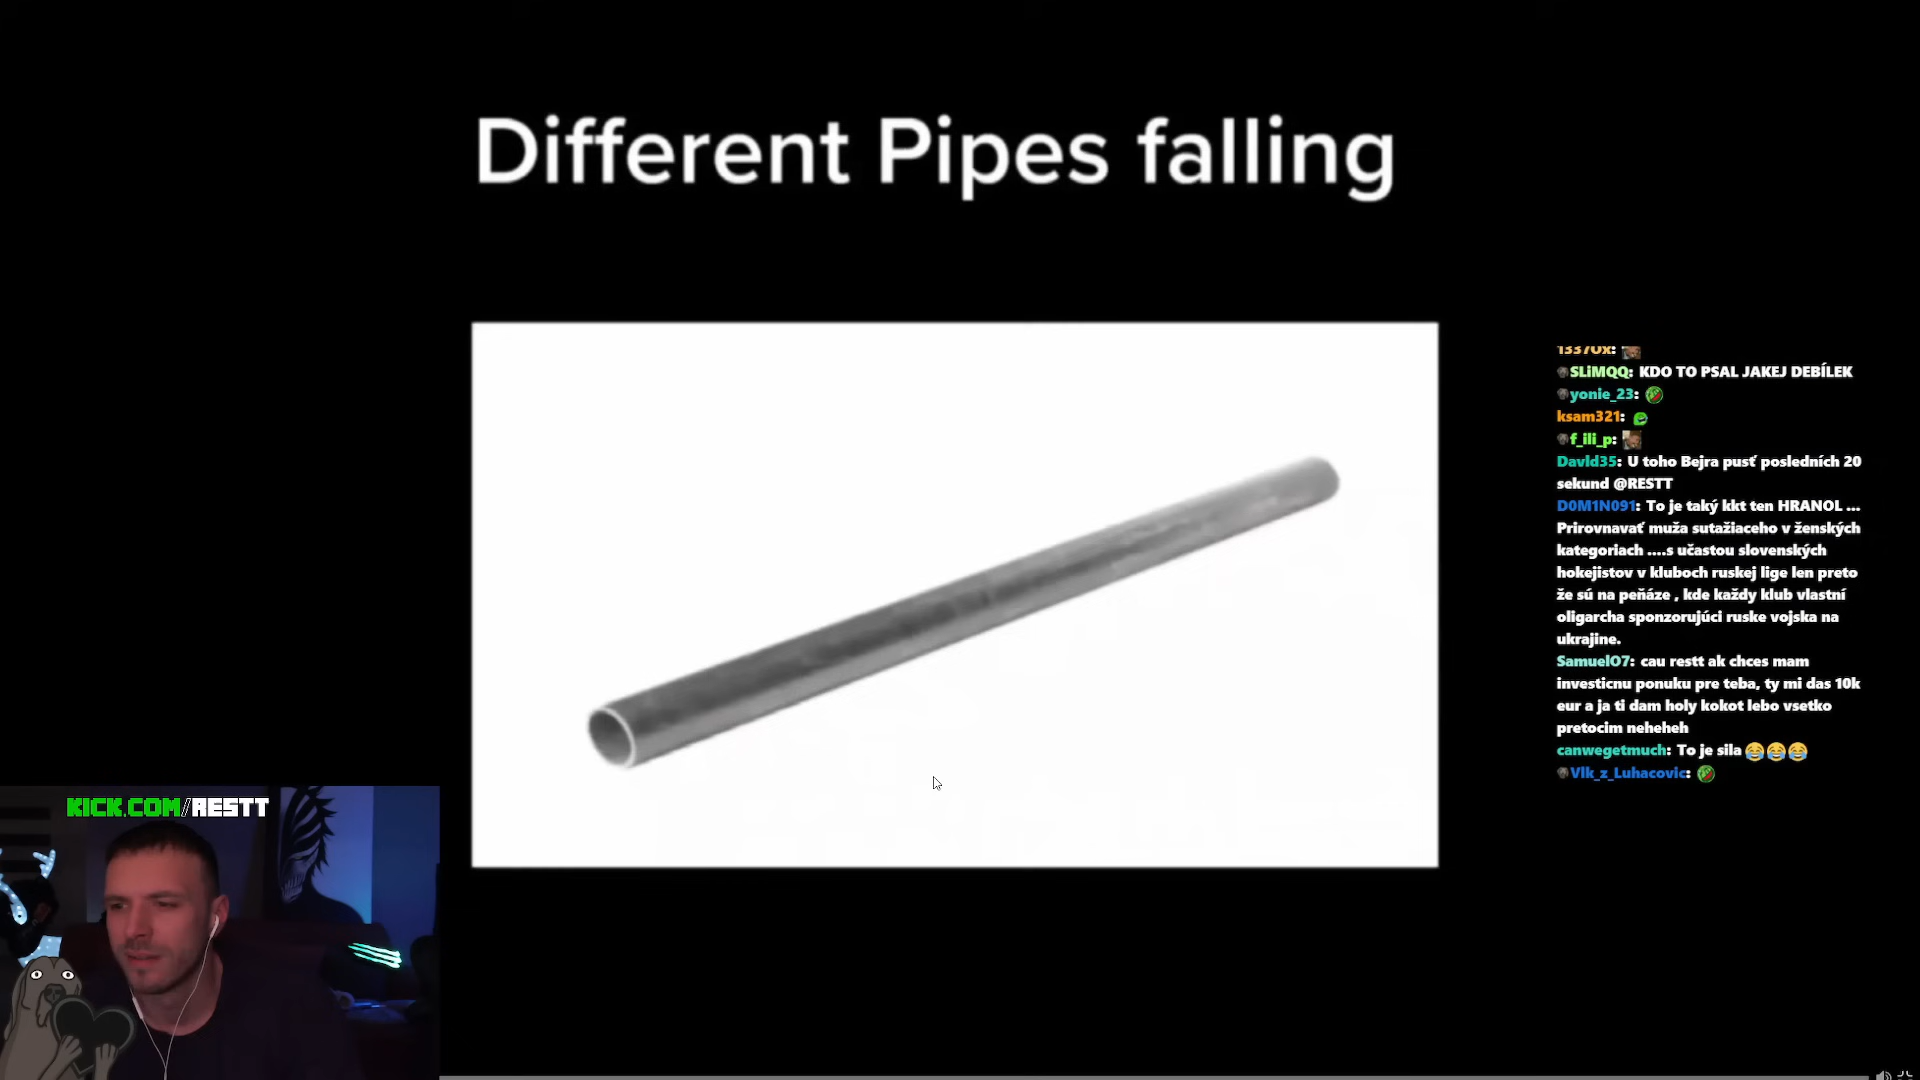 Different Pipes falling
1337Ox:
SLiMQQ: KDO TO PSAL JAKEJ DEBÍLEK
yonie_23:
ksam321:
f_ili_p:
Davld35: U toho Bejra pusť posledních 20
sekund @RESTT
D0M1N091: To je taký kkt ten HRANOL ...
Prirovnavať muža sutažiaceho v ženských
kategoriach ....s učastou slovenských
hokejistov v kluboch ruskej lige len preto
že sú na peňáze , kde každy klub vlastní
oligarcha sponzorujúci ruske vojska na
ukrajine.
SamuelO7: cau restt ak chces mam
investicnu ponuku pre teba, ty mi das 10k
eur a ja ti dam holy kokot lebo vsetko
pretocim neheheh
canwegetmuch: To je sila 😂😂😂
Vlk_z_Luhacovic:
KICK.COM/RESTT